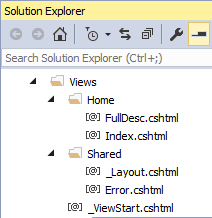 Solution Explorer
Search Solution Explorer (Ctrl+;)
Views
Home
[@] FullDesc.cshtml
[@] Index.cshtml
Shared
[@] _Layout.cshtml
[@] Error.cshtml
[@] _ViewStart.cshtml